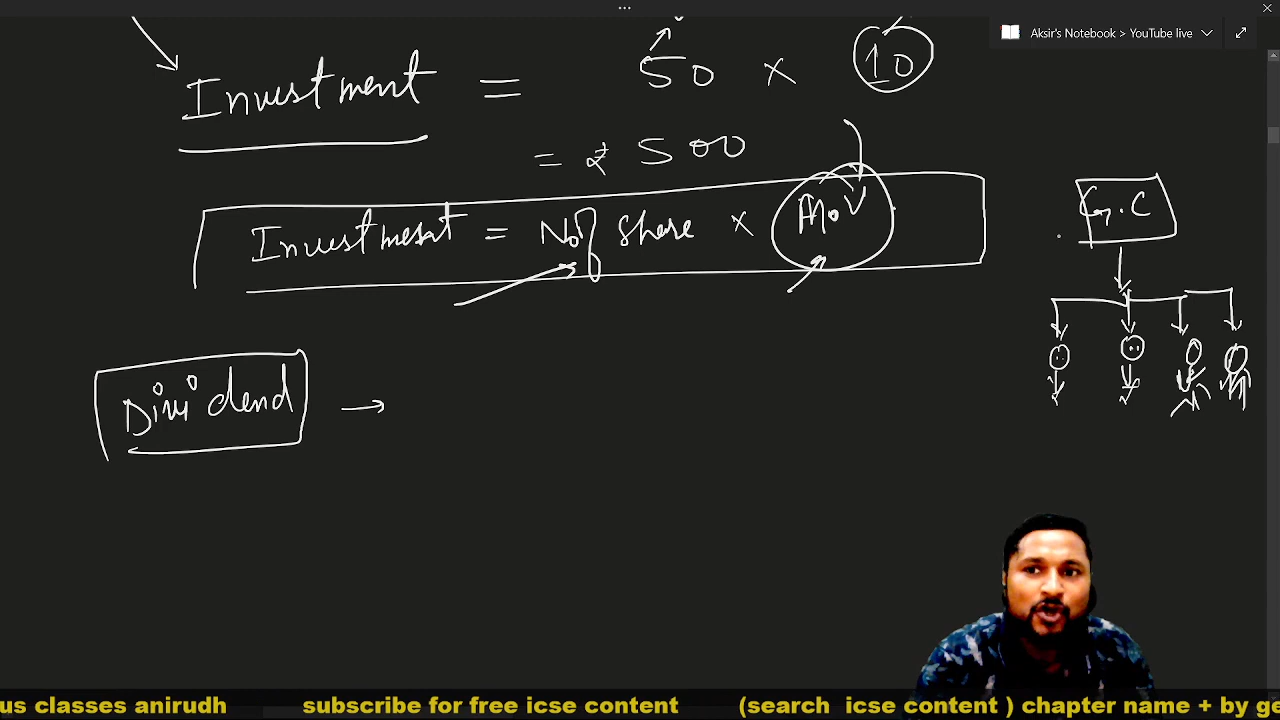 Aksir's Notebook > YouTube live
Investment = 50 × 10
= ₹ 500
Investment = No of Share × M.V
G.C
Dividend →
us classes anirudh subscribe for free icse content (search icse content ) chapter name + by ge